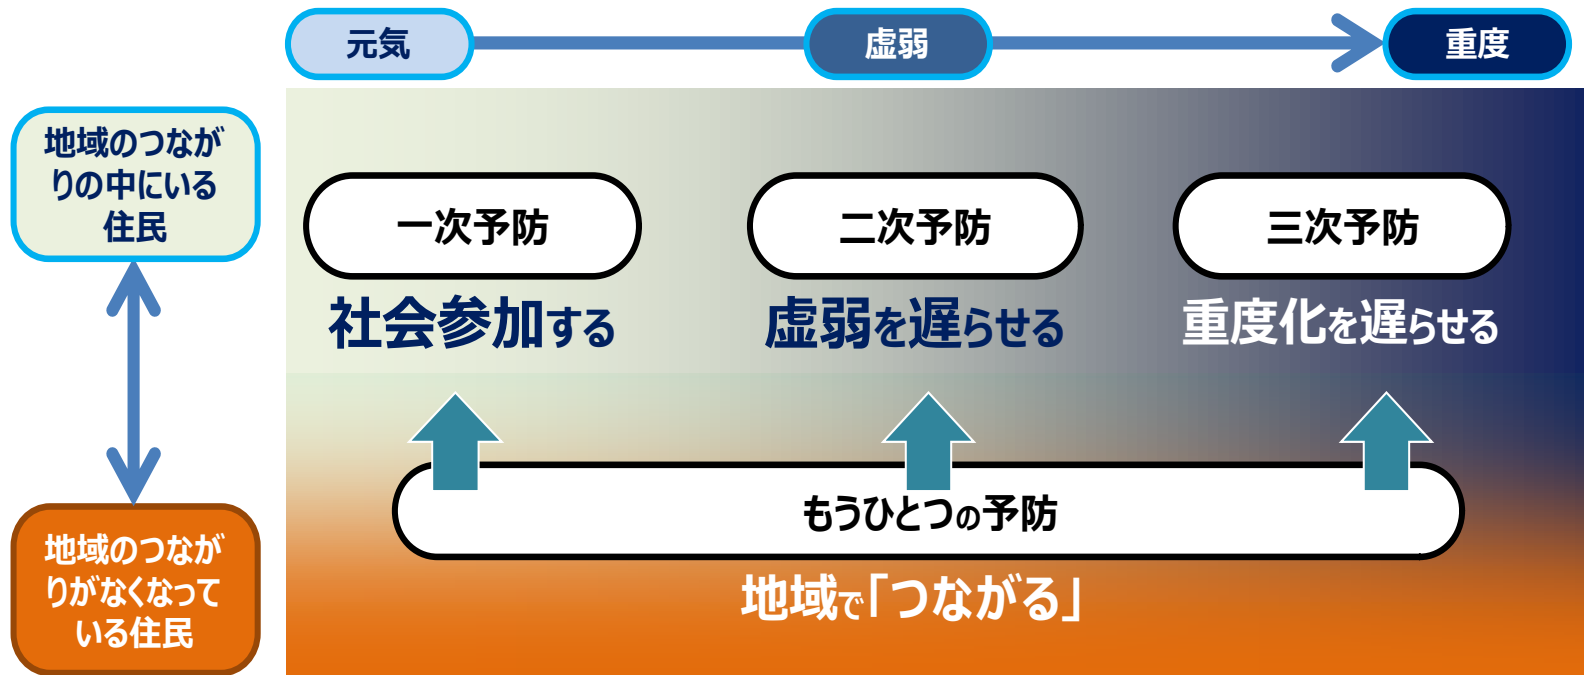 元気
虚弱
重度
地域のつなが
りの中にいる
住民
一次予防
二次予防
三次予防
社会参加する
虚弱を遅らせる
重度化を遅らせる
もうひとつの予防
地域で「つながる」
地域のつなが
りがなくなって
いる住民